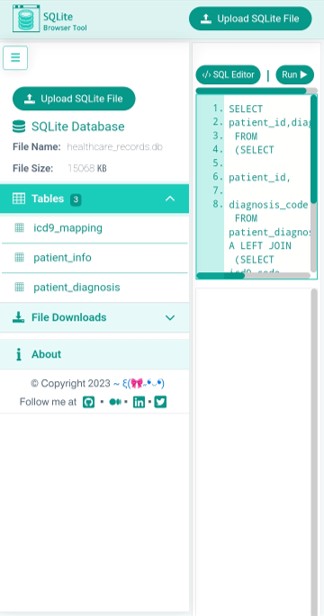 SQLite
Browser Tool
Upload SQLite File
Upload SQLite File
SQLite Database
File Name: healthcare_records.db
File Size: 15068 KB
Tables 3
icd9_mapping
patient_info
patient_diagnosis
File Downloads
About
© Copyright 2023 ~
Follow me at
</> SQL Editor | Run
1. SELECT
2. patient_id,diag
3. FROM
4. (SELECT
5.
6. patient_id,
7.
8. diagnosis_code
FROM
patient_diagnos
A LEFT JOIN
(SELECT
icd9_code